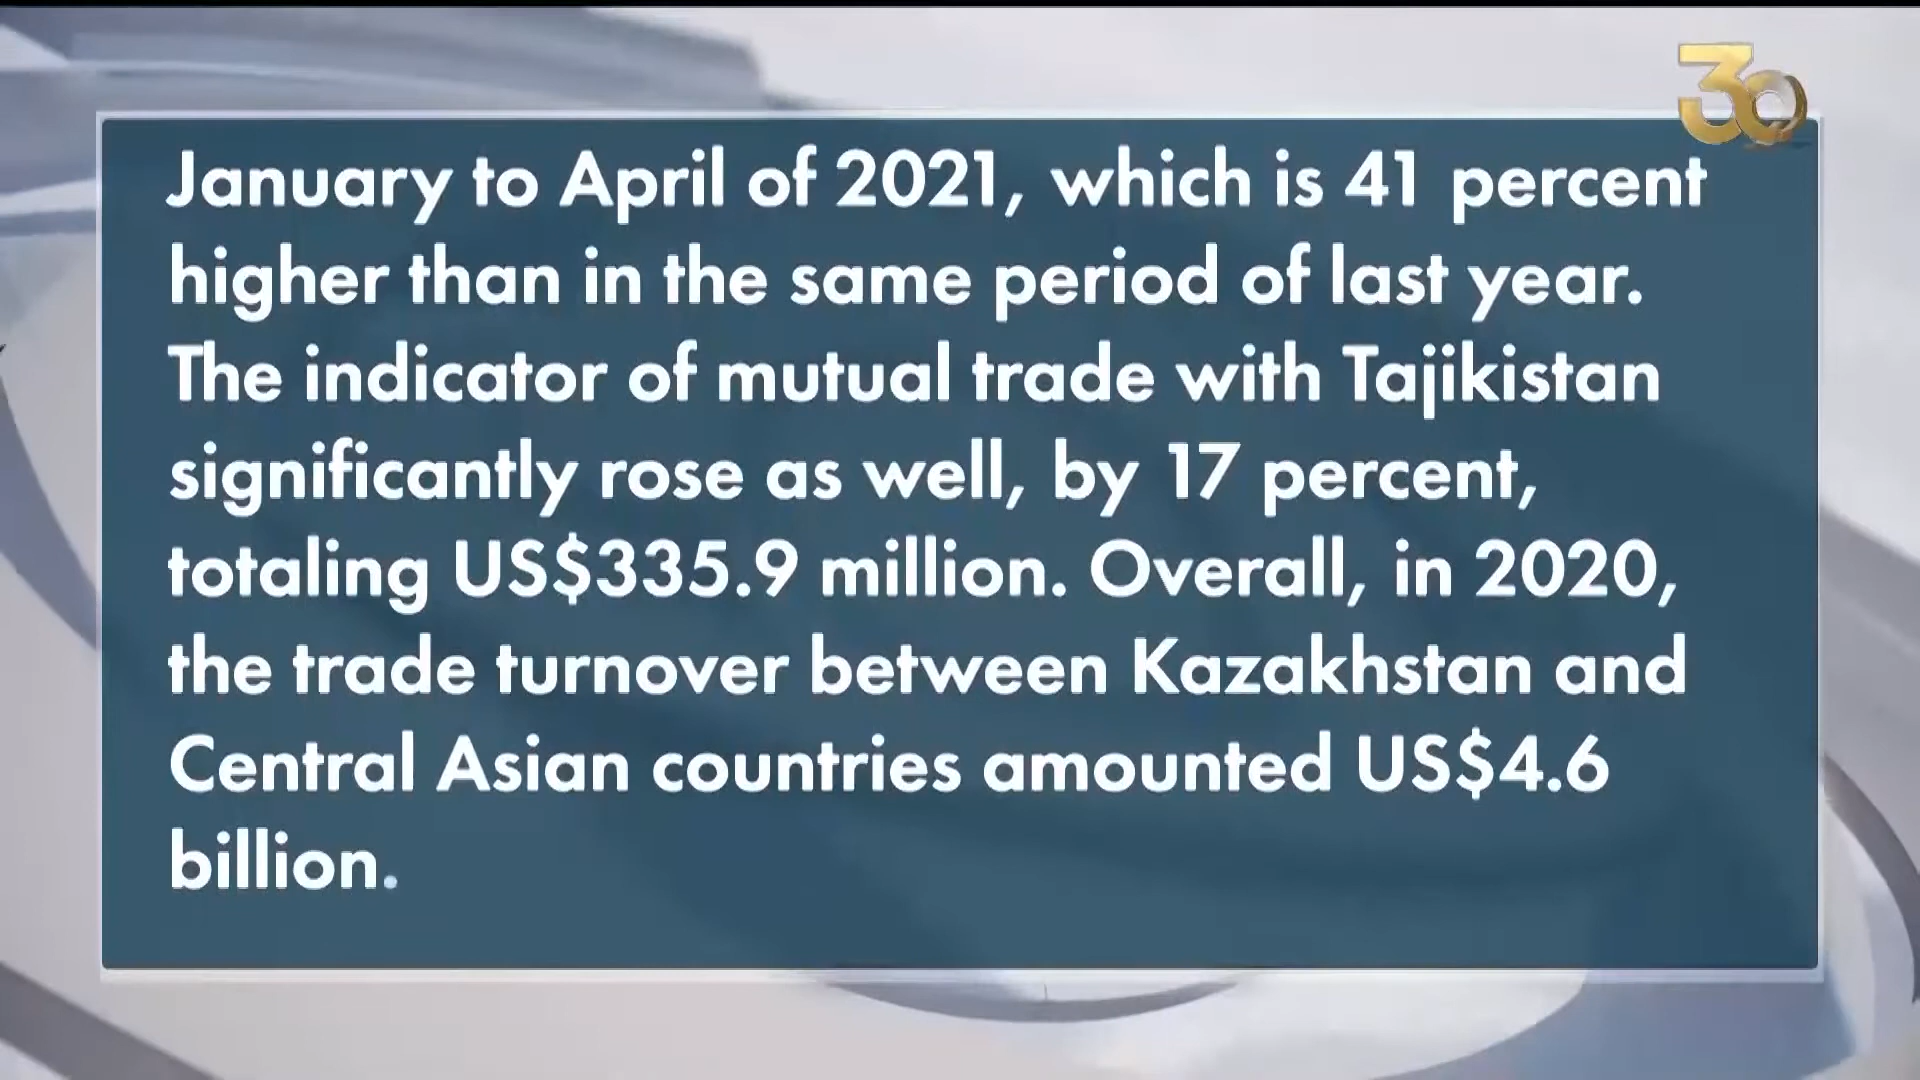 30
January to April of 2021, which is 41 percent
higher than in the same period of last year.
The indicator of mutual trade with Tajikistan
significantly rose as well, by 17 percent,
totaling US$335.9 million. Overall, in 2020,
the trade turnover between Kazakhstan and
Central Asian countries amounted US$4.6
billion.